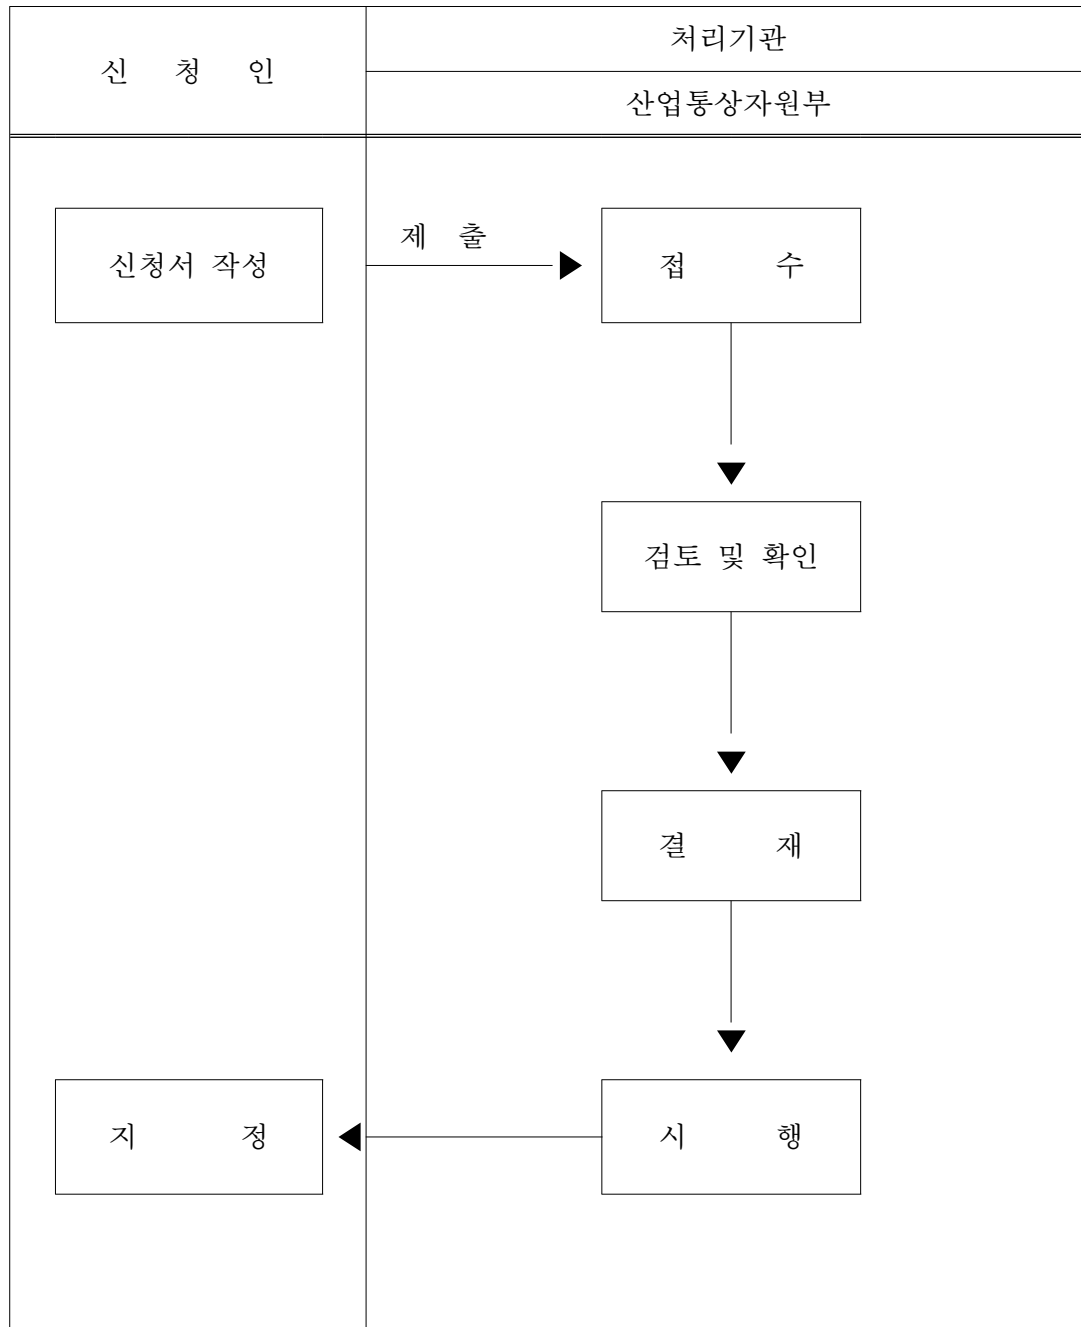 신 청 인
처리기관
산업통상자원부
신청서 작성
제 출
접 수
검토 및 확인
결 재
시 행
지 정